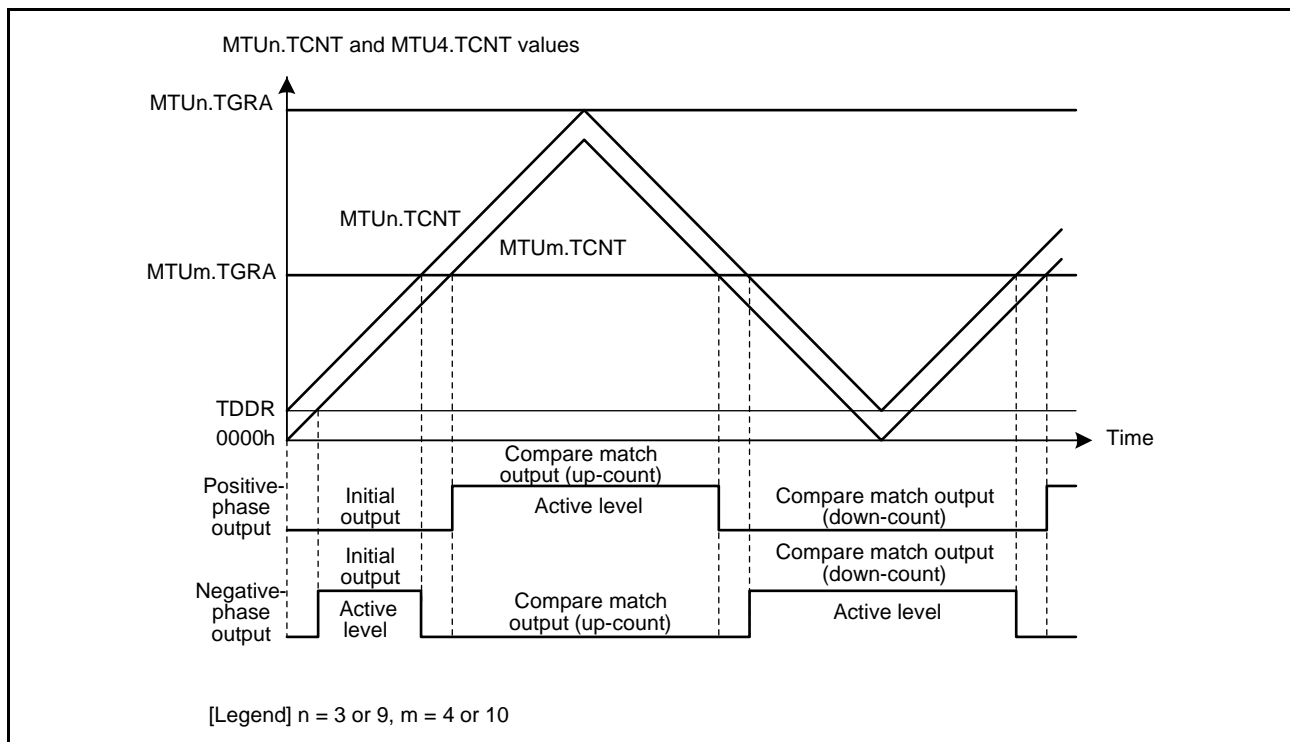 MTUn.TCNT and MTU4.TCNT values
MTUn.TGRA
MTUn.TCNT
MTUm.TCNT
MTUm.TGRA
TDDR
0000h
Time
Positive-
phase
output
Initial
output
Compare match
output (up-count)
Active level
Compare match output
(down-count)
Negative-
phase
output
Initial
output
Active
level
Compare match
output (up-count)
Compare match output
(down-count)
Active level
[Legend] n = 3 or 9, m = 4 or 10